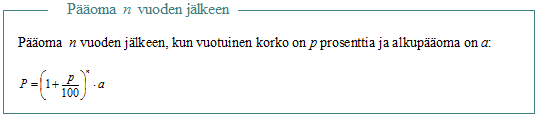 Pääoma n vuoden jälkeen
Pääoma n vuoden jälkeen, kun vuotuinen korko on p prosenttia ja alkupääoma on a:
P = (1 + p/100)^n · a